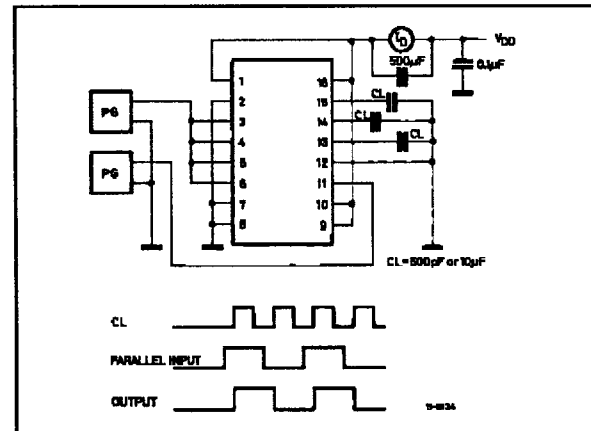 ID
VDD
500µF
0.1µF
PG
PG
1 16
2 15 CL
3 14 CL
4 13 CL
5 12
6 11
7 10
8 9
CL=500pF or 10µF
CL
PARALLEL INPUT
OUTPUT